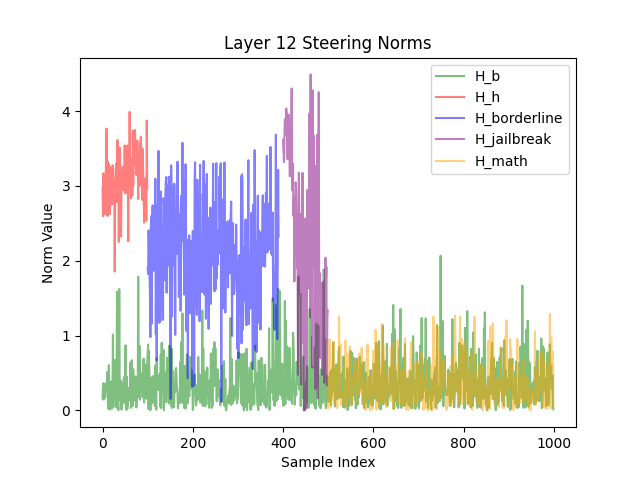 Layer 12 Steering Norms
H_b
H_h
H_borderline
H_jailbreak
H_math
Norm Value
4
3
2
1
0
0
200
400
600
800
1000
Sample Index